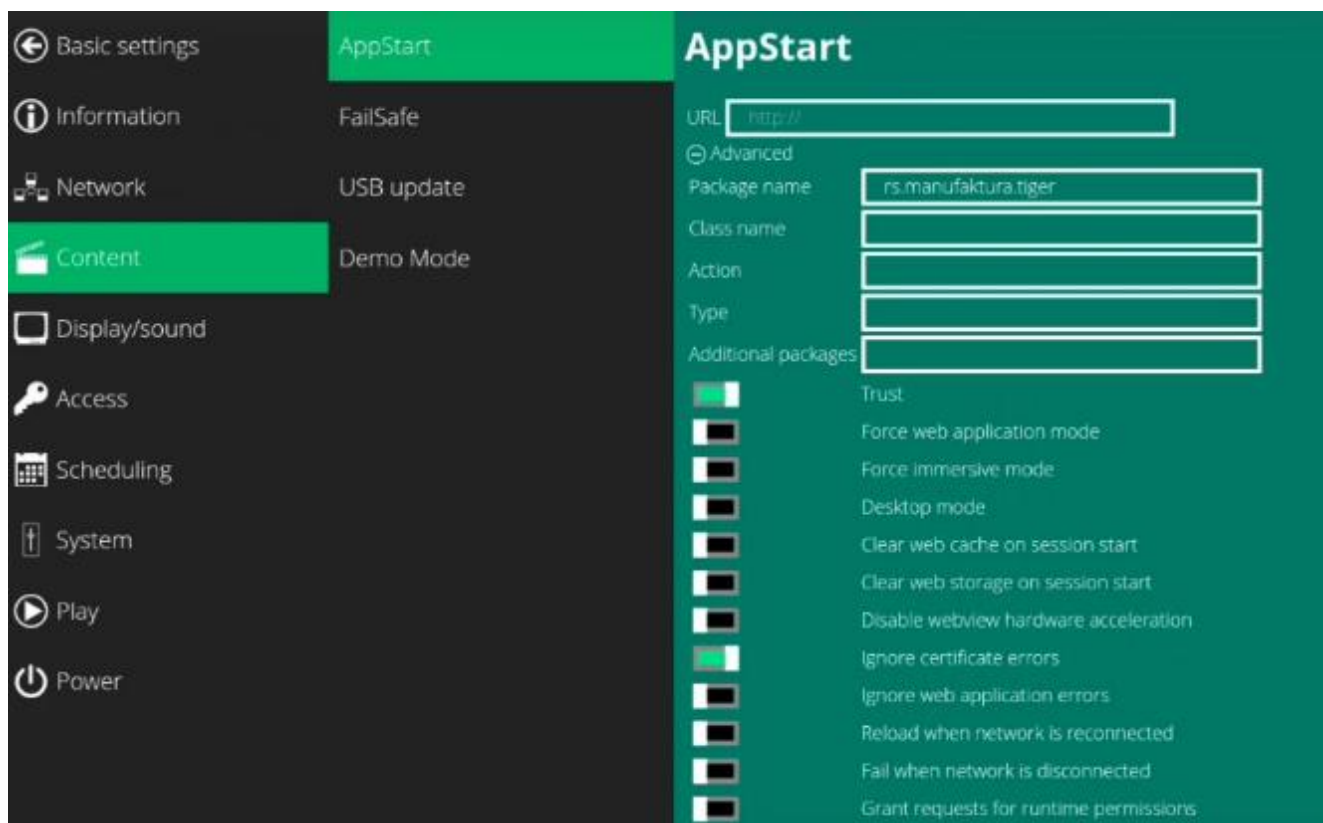 Basic settings
Information
Network
Content
Display/sound
Access
Scheduling
System
Play
Power
AppStart
FailSafe
USB update
Demo Mode
AppStart
URL http://
Advanced
Package name rs.manufaktura.tiger
Class name
Action
Type
Additional packages
Trust
Force web application mode
Force immersive mode
Desktop mode
Clear web cache on session start
Clear web storage on session start
Disable webview hardware acceleration
Ignore certificate errors
Ignore web application errors
Reload when network is reconnected
Fail when network is disconnected
Grant requests for runtime permissions